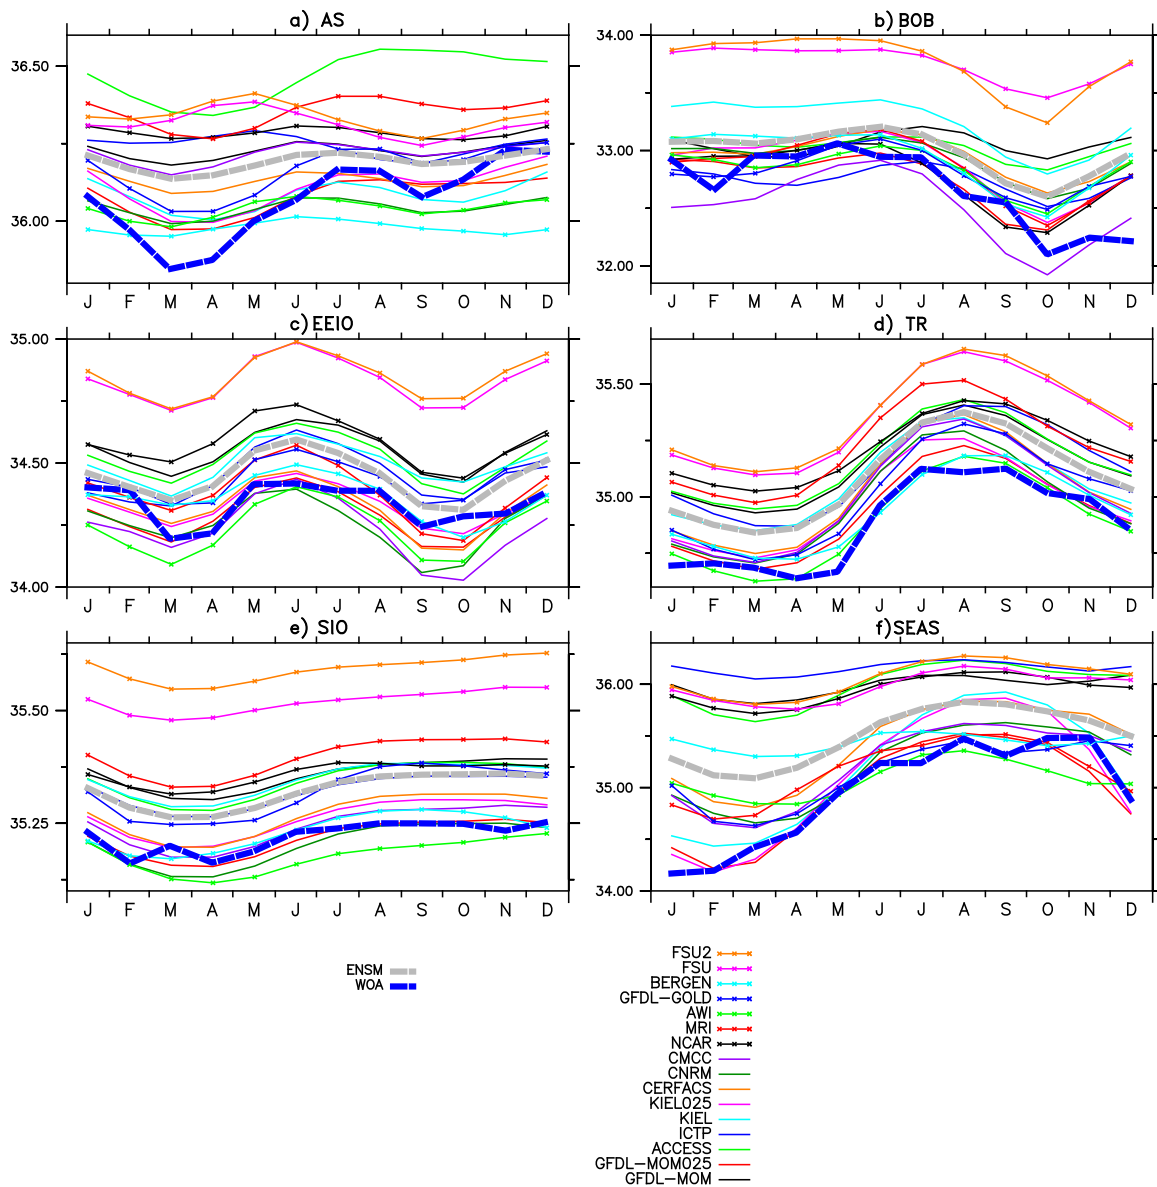 a) AS
36.50
36.00
J F M A M J J A S O N D
b) BOB
34.00
33.00
32.00
J F M A M J J A S O N D
c) EEIO
35.00
34.50
34.00
J F M A M J J A S O N D
d) TR
35.50
35.00
J F M A M J J A S O N D
e) SIO
35.50
35.25
J F M A M J J A S O N D
f) SEAS
36.00
35.00
34.00
J F M A M J J A S O N D
ENSM
WOA
FSU2
FSU
BERGEN
GFDL-GOLD
AWI
MRI
NCAR
CMCC
CNRM
CERFACS
KIEL025
KIEL
ICTP
ACCESS
GFDL-MOM025
GFDL-MOM